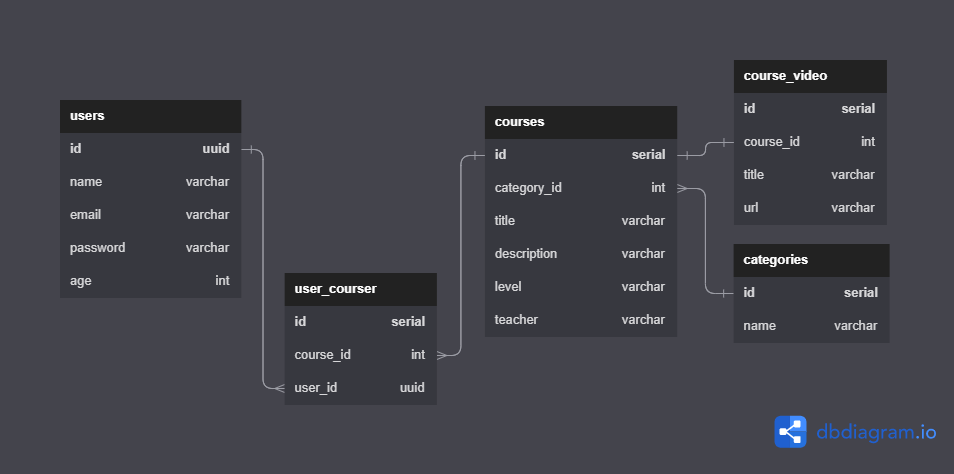 users
id uuid
name varchar
email varchar
password varchar
age int
user_courser
id serial
course_id int
user_id uuid
courses
id serial
category_id int
title varchar
description varchar
level varchar
teacher varchar
course_video
id serial
course_id int
title varchar
url varchar
categories
id serial
name varchar
dbdiagram.io